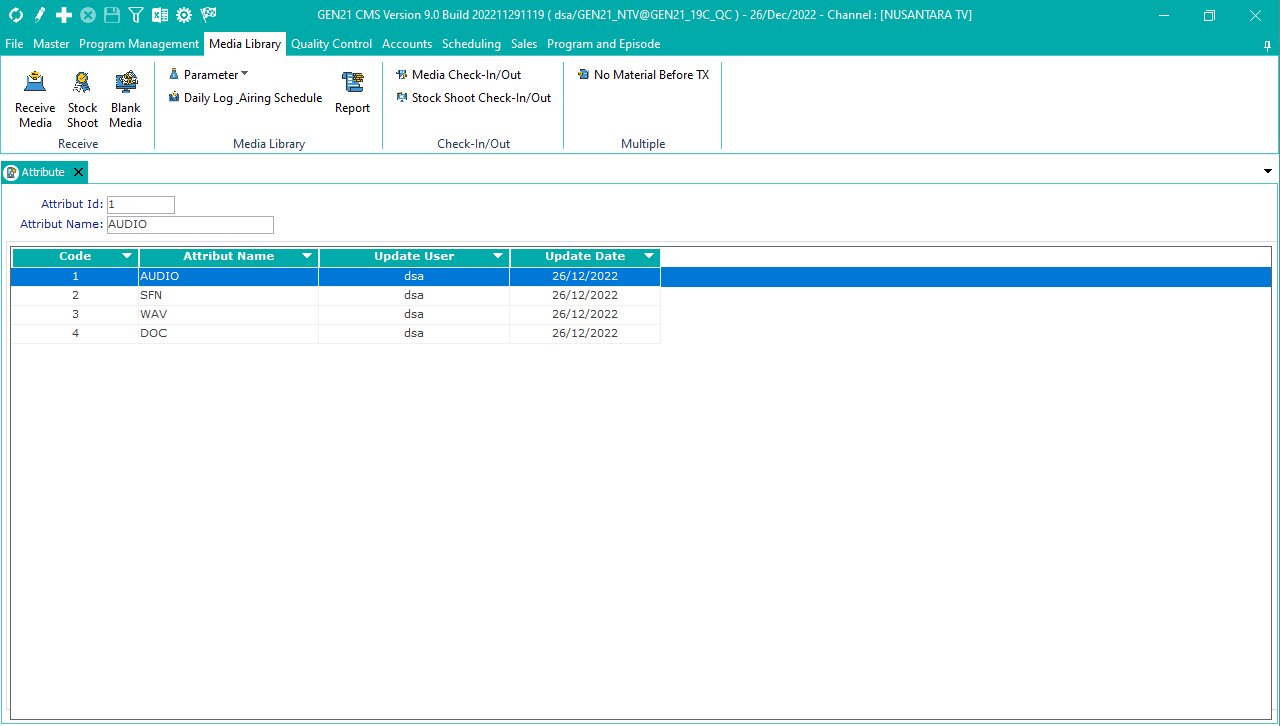 GEN21 CMS Version 9.0 Build 202211291119 ( dsa/GEN21_NTV@GEN21_19C_QC ) - 26/Dec/2022 - Channel : [NUSANTARA TV]
File Master Program Management Media Library Quality Control Accounts Scheduling Sales Program and Episode
Receive Media
Stock Shoot
Blank Media
Receive
Parameter
Daily Log _Airing Schedule
Report
Media Library
Media Check-In/Out
Stock Shoot Check-In/Out
Check-In/Out
No Material Before TX
Multiple
Attribute
Attribut Id: 1
Attribut Name: AUDIO
Code Attribut Name Update User Update Date
1 AUDIO dsa 26/12/2022
2 SFN dsa 26/12/2022
3 WAV dsa 26/12/2022
4 DOC dsa 26/12/2022